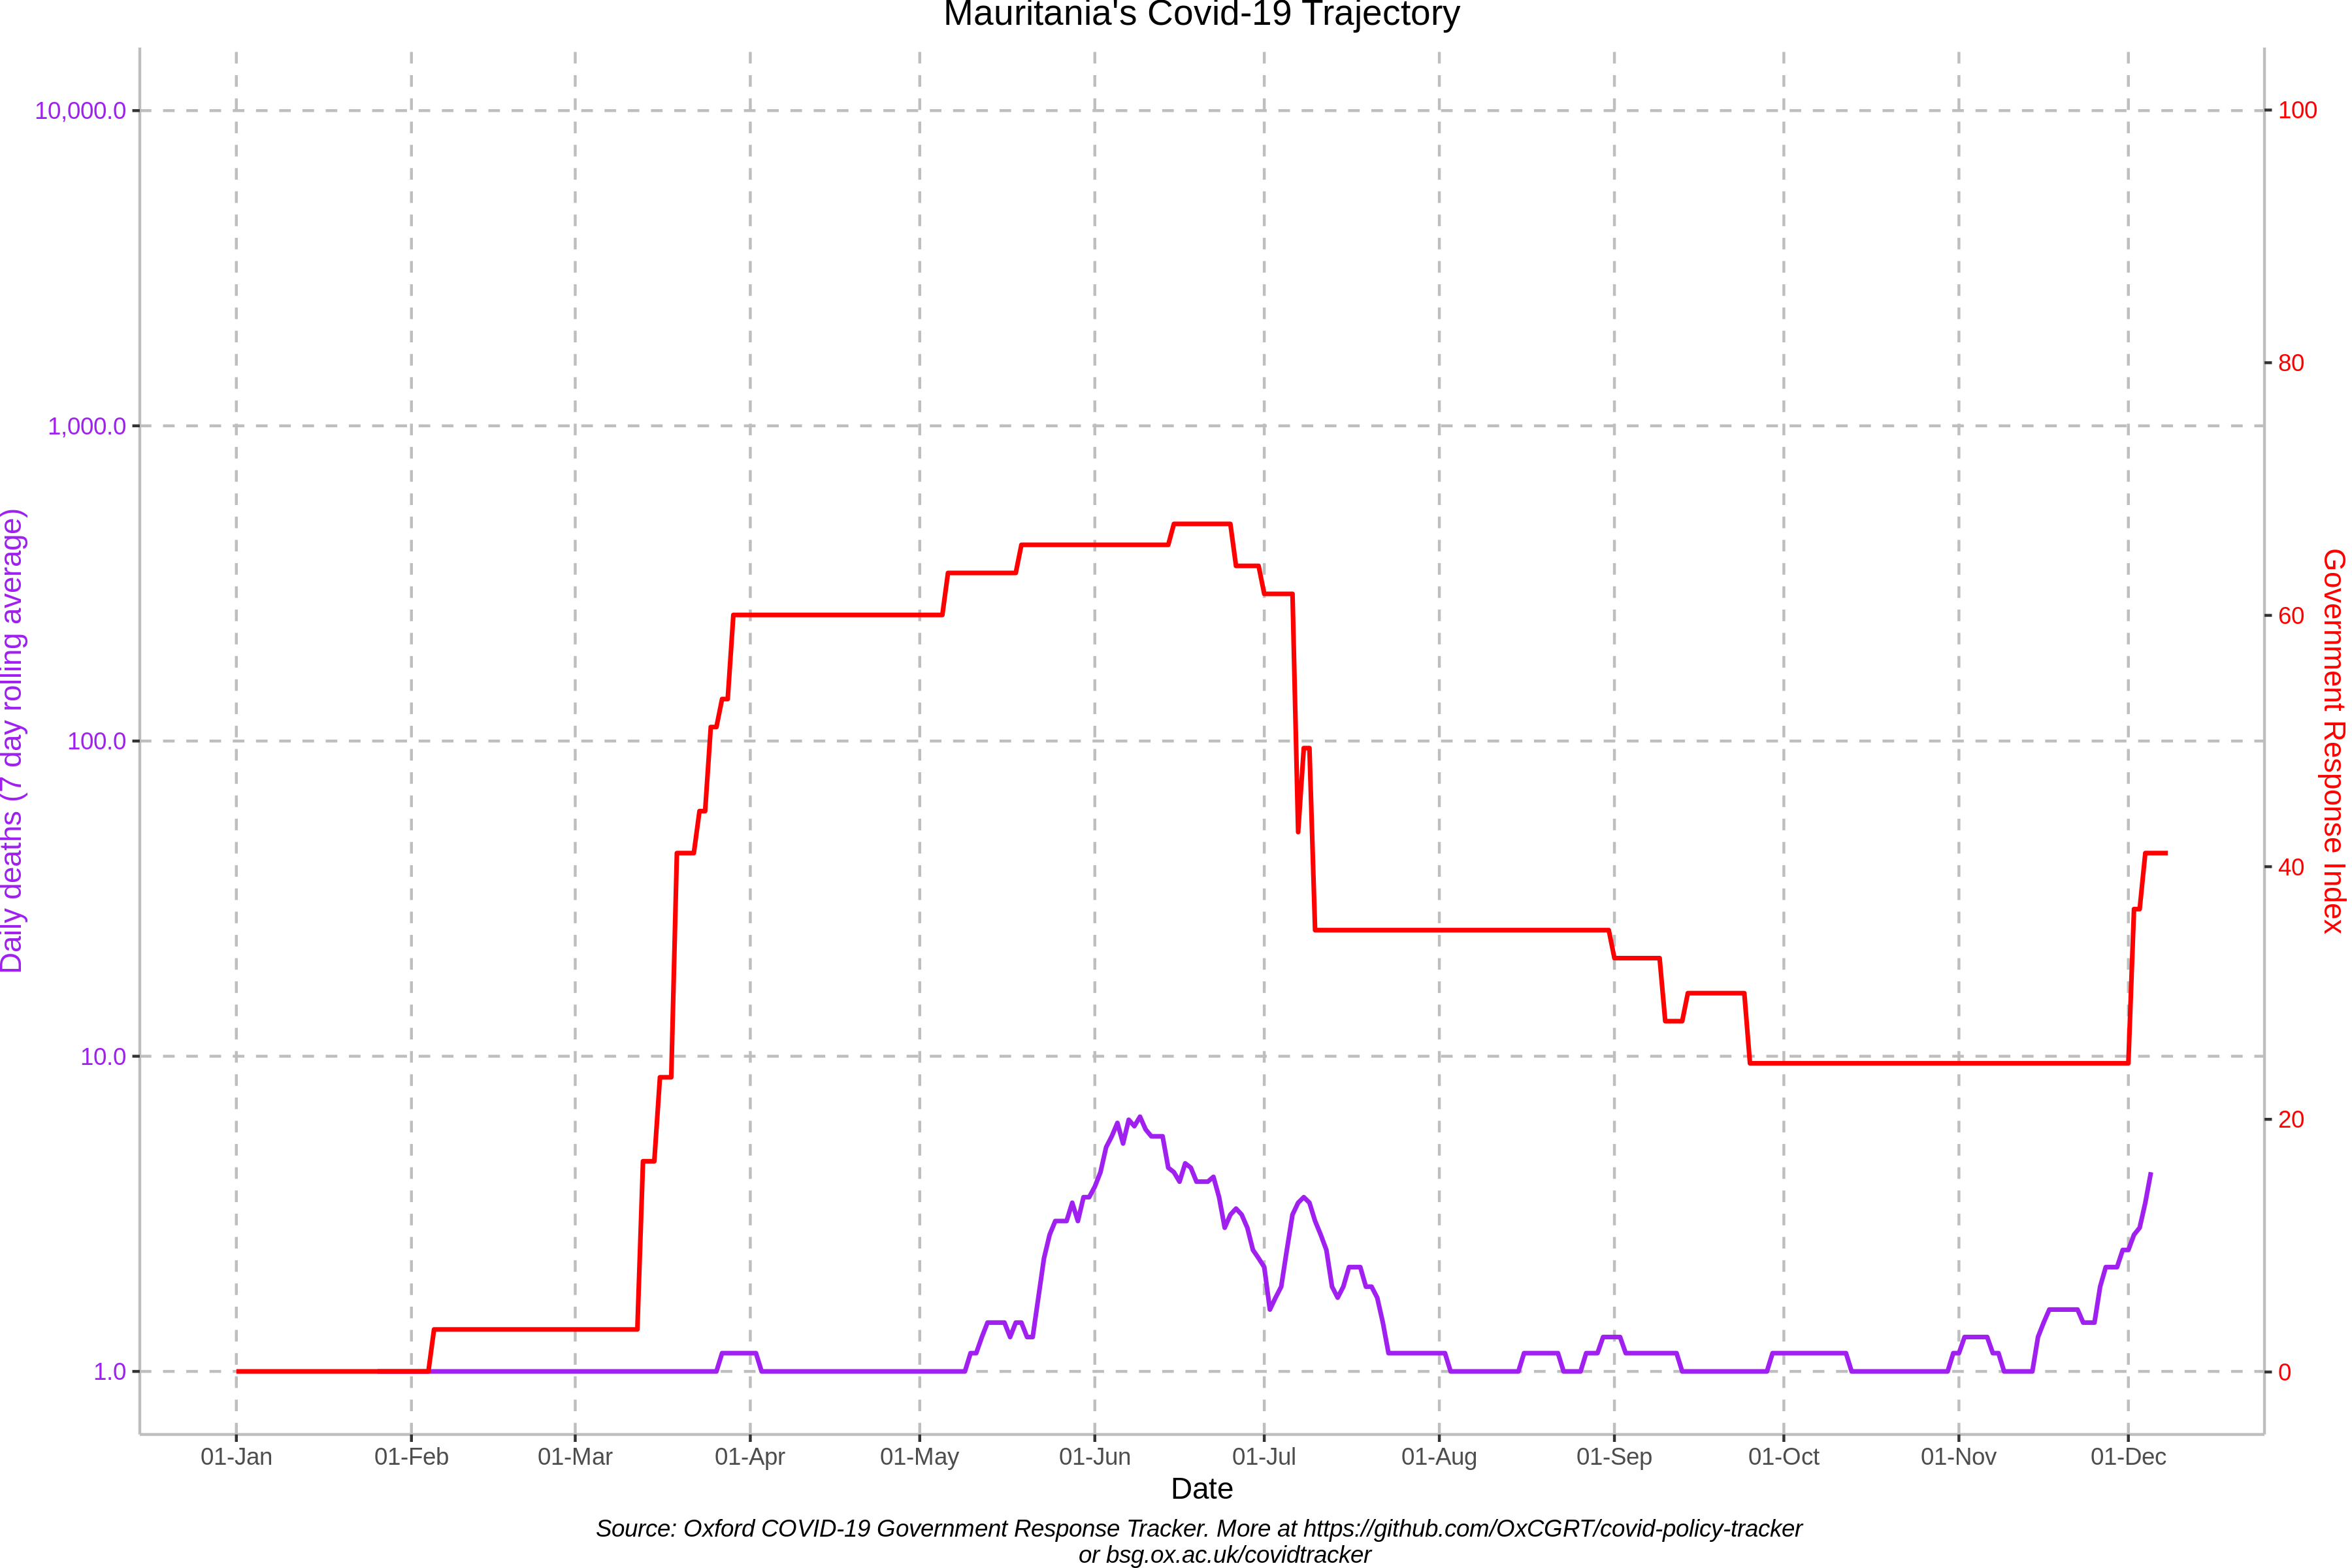 Mauritania's Covid-19 Trajectory
10,000.0
1,000.0
100.0
10.0
1.0
Daily deaths (7 day rolling average)
100
80
60
40
20
0
Government Response Index
01-Jan 01-Feb 01-Mar 01-Apr 01-May 01-Jun 01-Jul 01-Aug 01-Sep 01-Oct 01-Nov 01-Dec
Date
Source: Oxford COVID-19 Government Response Tracker. More at https://github.com/OxCGRT/covid-policy-tracker
or bsg.ox.ac.uk/covidtracker